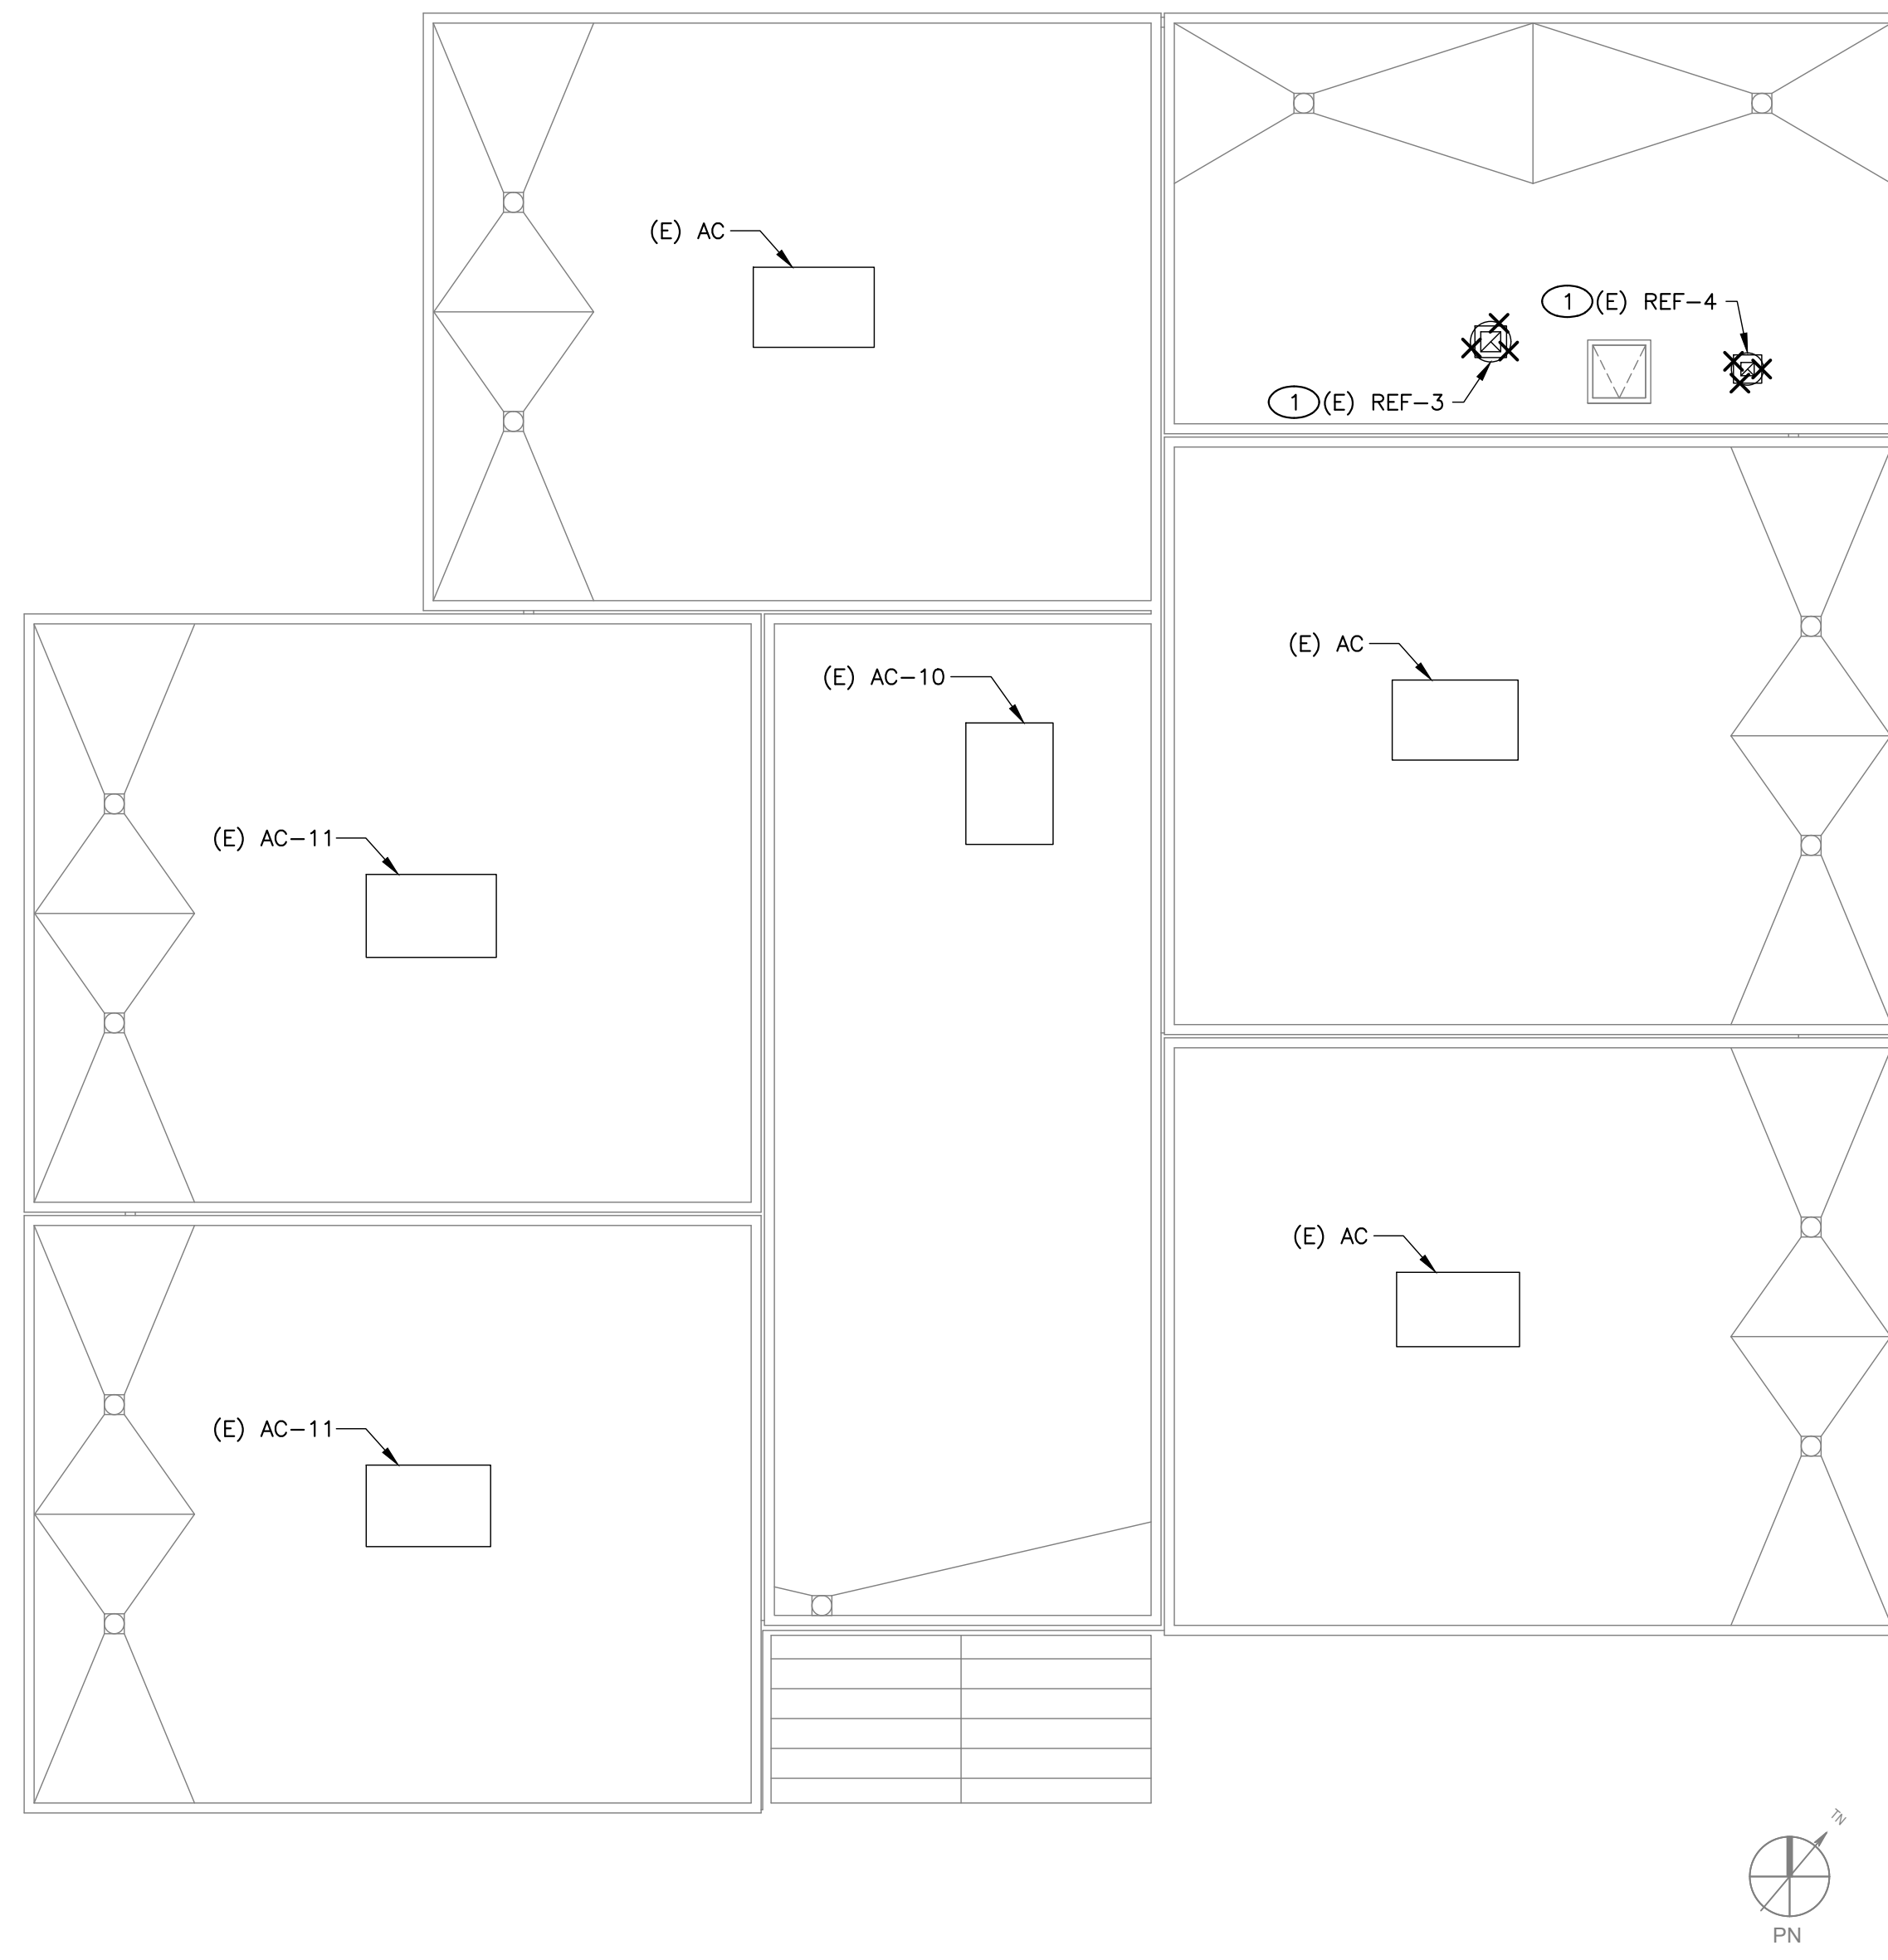 (E) AC
1 (E) REF-4
1 (E) REF-3
(E) AC
(E) AC-10
(E) AC-11
(E) AC
(E) AC-11
TN
PN